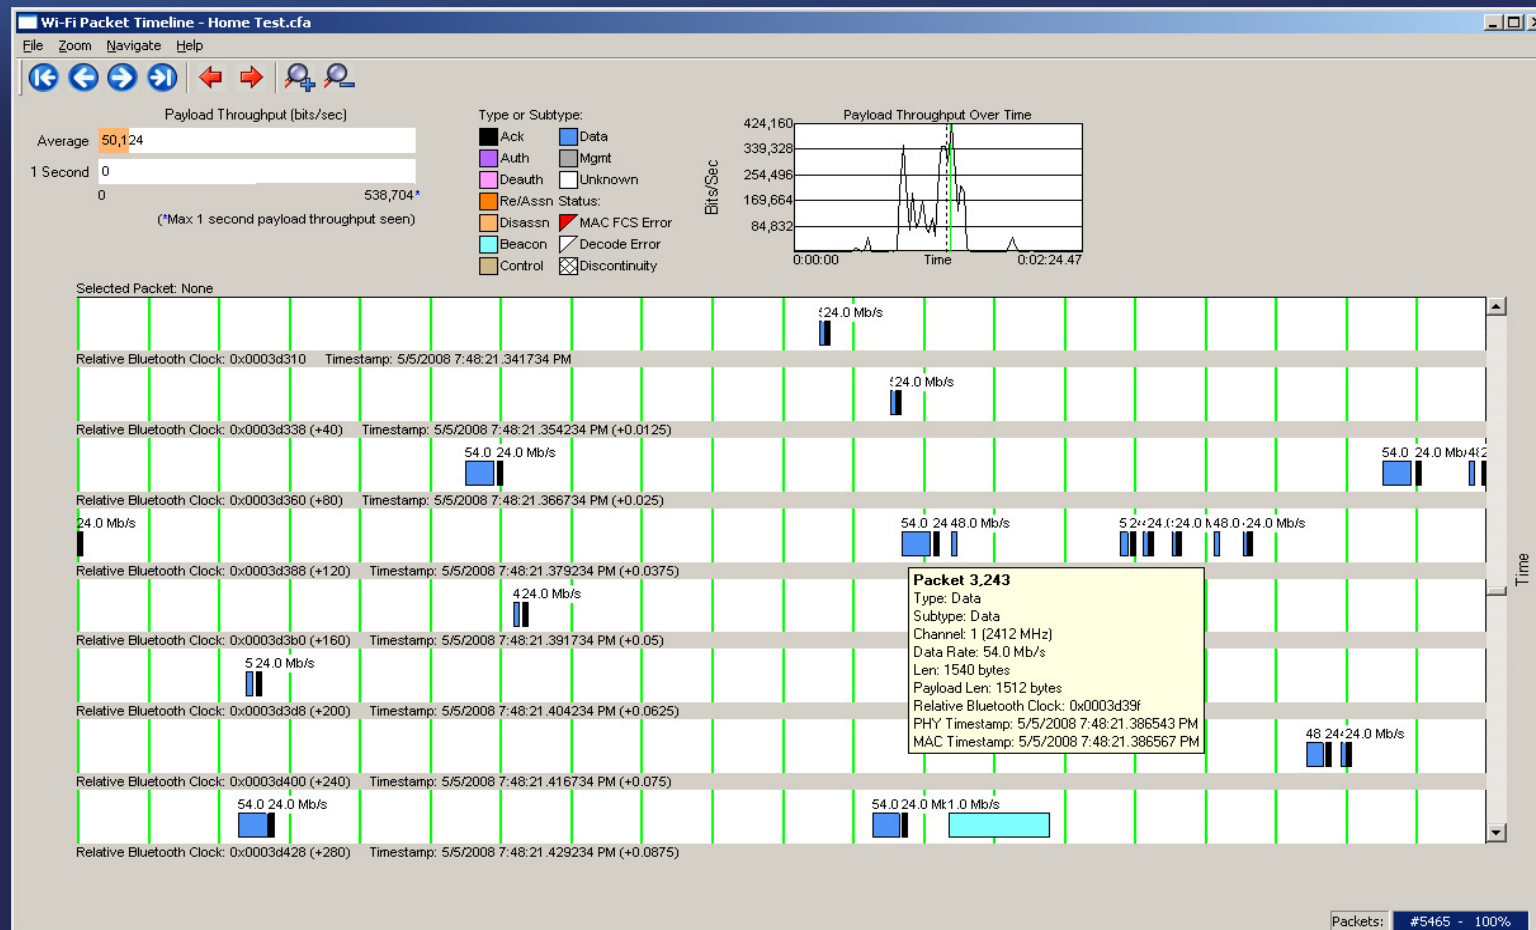 Wi-Fi Packet Timeline - Home Test.cfa
File Zoom Navigate Help
Payload Throughput (bits/sec)
Average 50,124
1 Second 0
0 538,704*
(*Max 1 second payload throughput seen)
Type or Subtype:
Ack Data
Auth Mgmt
Deauth Unknown
Re/Assn Status:
Disassn MAC FCS Error
Beacon Decode Error
Control Discontinuity
Payload Throughput Over Time
Bits/Sec
424,160
339,328
254,496
169,664
84,832
0:00:00 Time 0:02:24.47
Selected Packet: None
24.0 Mb/s
Relative Bluetooth Clock: 0x0003d310 Timestamp: 5/5/2008 7:48:21.341734 PM
24.0 Mb/s
Relative Bluetooth Clock: 0x0003d338 (+40) Timestamp: 5/5/2008 7:48:21.354234 PM (+0.0125)
54.0 24.0 Mb/s 54.0 24.0 Mb/
Relative Bluetooth Clock: 0x0003d360 (+80) Timestamp: 5/5/2008 7:48:21.366734 PM (+0.025)
24.0 Mb/s 54.0 24 48.0 Mb/s 5 24.0 24.0 48.0 24.0 Mb/s
Relative Bluetooth Clock: 0x0003d388 (+120) Timestamp: 5/5/2008 7:48:21.379234 PM (+0.0375)
4 24.0 Mb/s
Relative Bluetooth Clock: 0x0003d3b0 (+160) Timestamp: 5/5/2008 7:48:21.391734 PM (+0.05)
5 24.0 Mb/s
Relative Bluetooth Clock: 0x0003d3d8 (+200) Timestamp: 5/5/2008 7:48:21.404234 PM (+0.0625)
48 24 24.0 Mb/s
Relative Bluetooth Clock: 0x0003d400 (+240) Timestamp: 5/5/2008 7:48:21.416734 PM (+0.075)
54.0 24.0 Mb/s 54.0 24.0 Mb 1.0 Mb/s
Relative Bluetooth Clock: 0x0003d428 (+280) Timestamp: 5/5/2008 7:48:21.429234 PM (+0.0875)
Time
Packet 3,243
Type: Data
Subtype: Data
Channel: 1 (2412 MHz)
Data Rate: 54.0 Mb/s
Len: 1540 bytes
Payload Len: 1512 bytes
Relative Bluetooth Clock: 0x0003d39f
PHY Timestamp: 5/5/2008 7:48:21.386543 PM
MAC Timestamp: 5/5/2008 7:48:21.386567 PM
Packets: #5465 - 100%